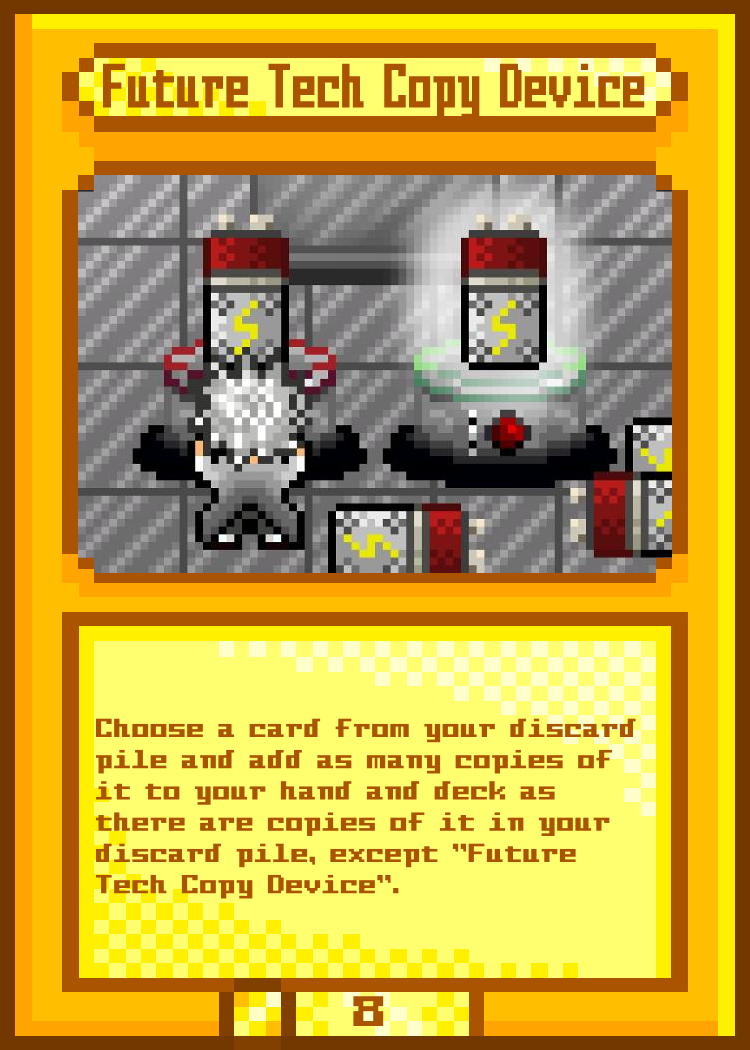 Future Tech Copy Device
Choose a card from your discard
pile and add as many copies of
it to your hand and deck as
there are copies of it in your
discard pile, except "Future
Tech Copy Device".
8